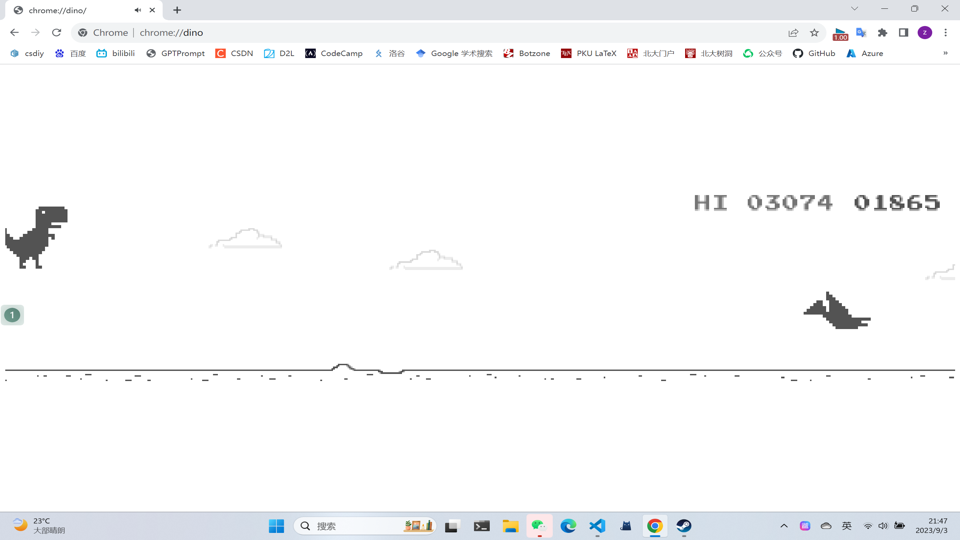 chrome://dino/
Chrome | chrome://dino
1.00
z
csdiy 百度 bilibili GPTPrompt CSDN D2L CodeCamp 洛谷 Google 学术搜索 Botzone PKU LaTeX 北大门户 北大树洞 公众号 GitHub Azure »
HI 03074 01865
1
23°C
大部晴朗
搜索
英
21:47
2023/9/3